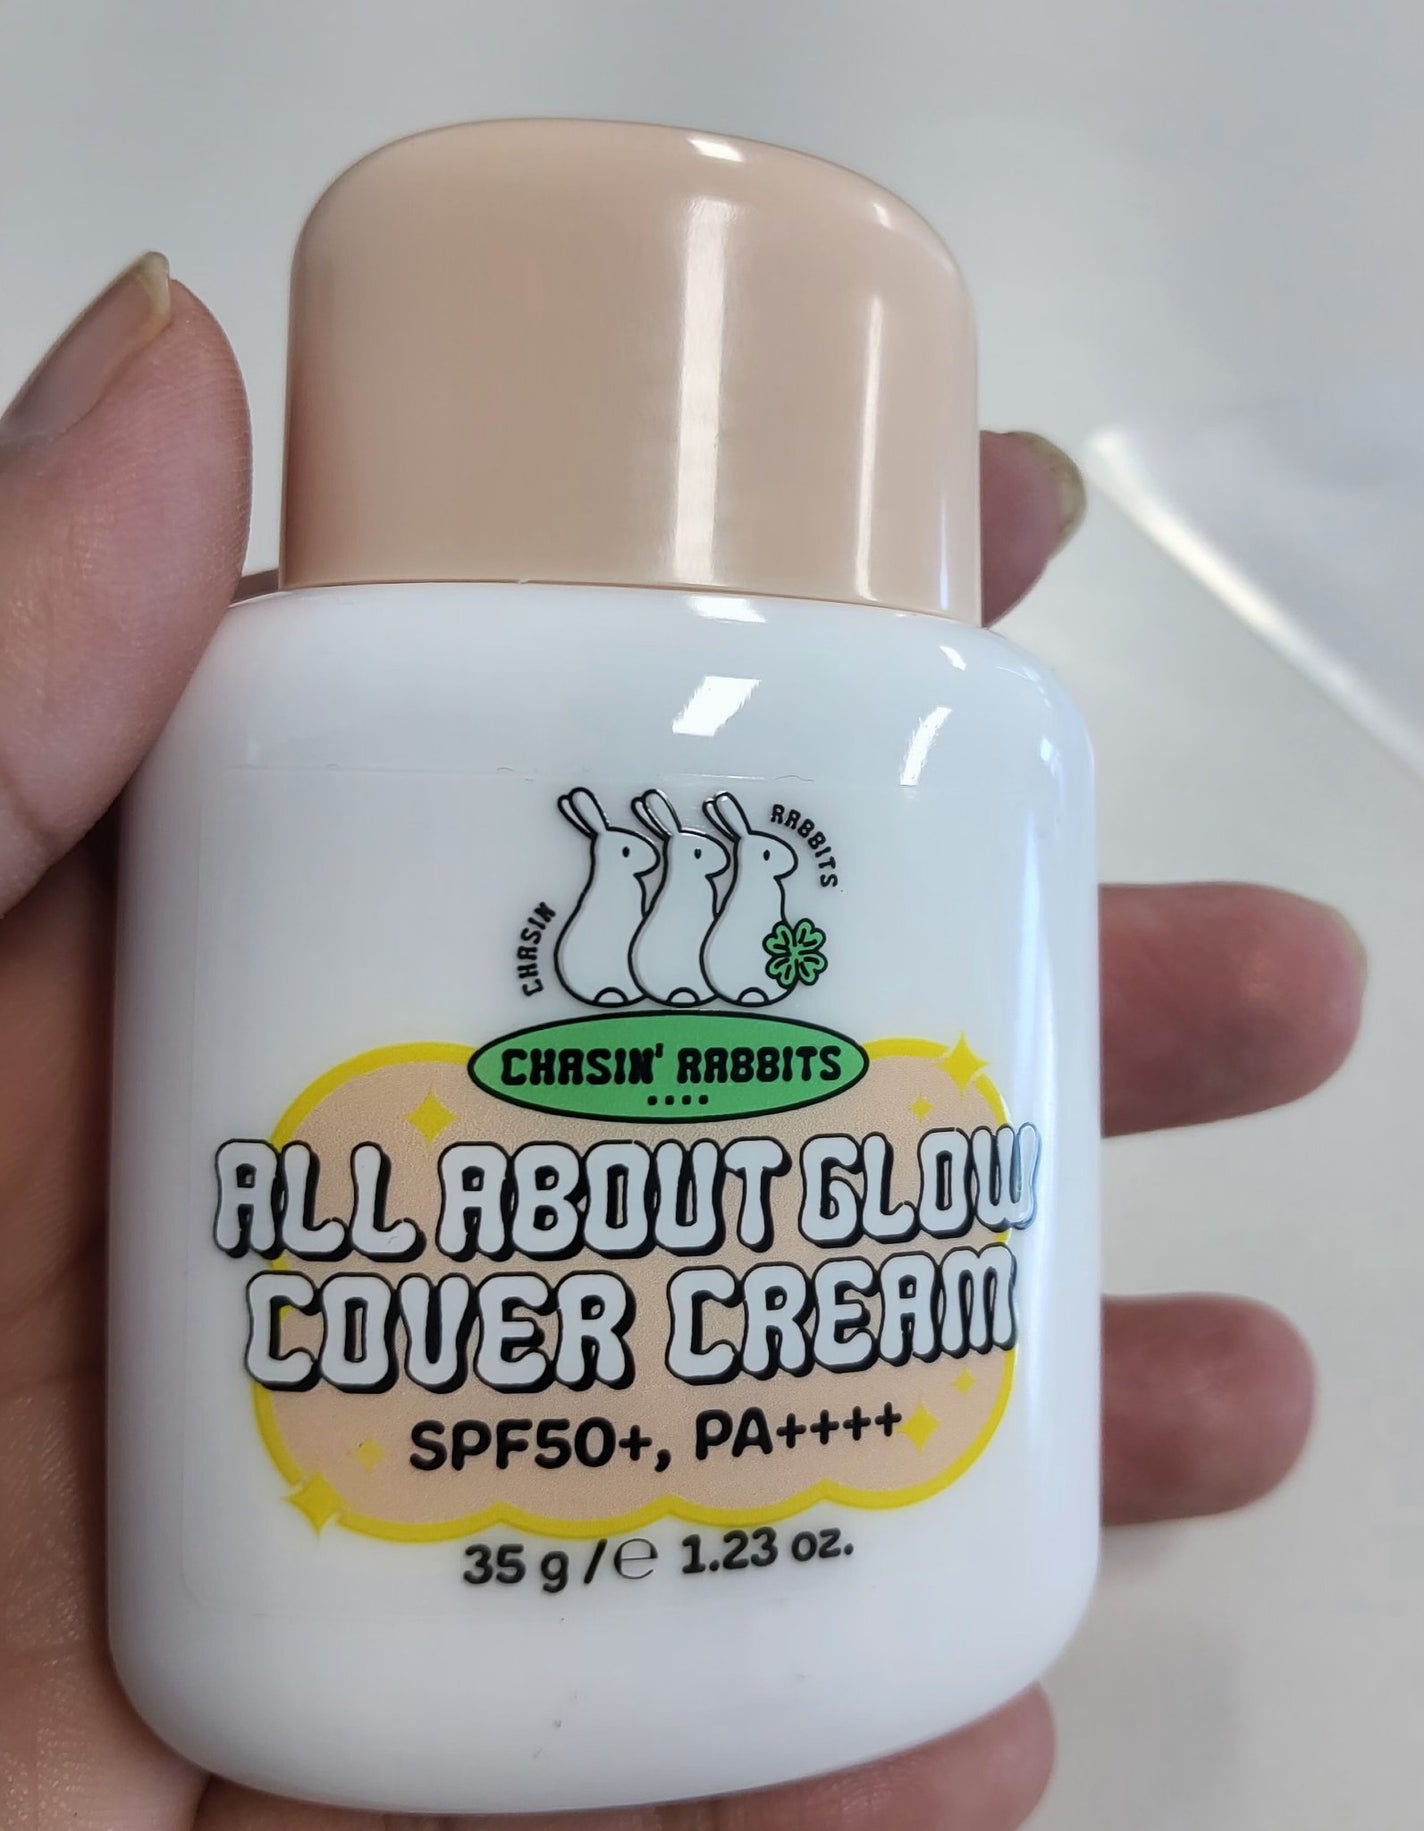 CHASIN
RABBITS
CHASIN' RABBITS
ALL ABOUT GLOW
COVER CREAM
SPF50+, PA++++
35 g / ℮ 1.23 oz.